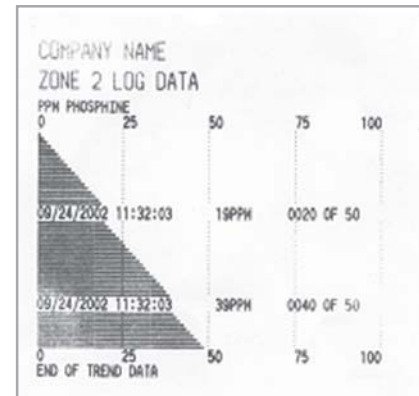 COMPANY NAME
ZONE 2 LOG DATA
PPM PHOSPHINE
0 25 50 75 100
09/24/2002 11:32:03 19PPM 0020 OF 50
09/24/2002 11:32:03 39PPM 0040 OF 50
0 25 50 75 100
END OF TREND DATA